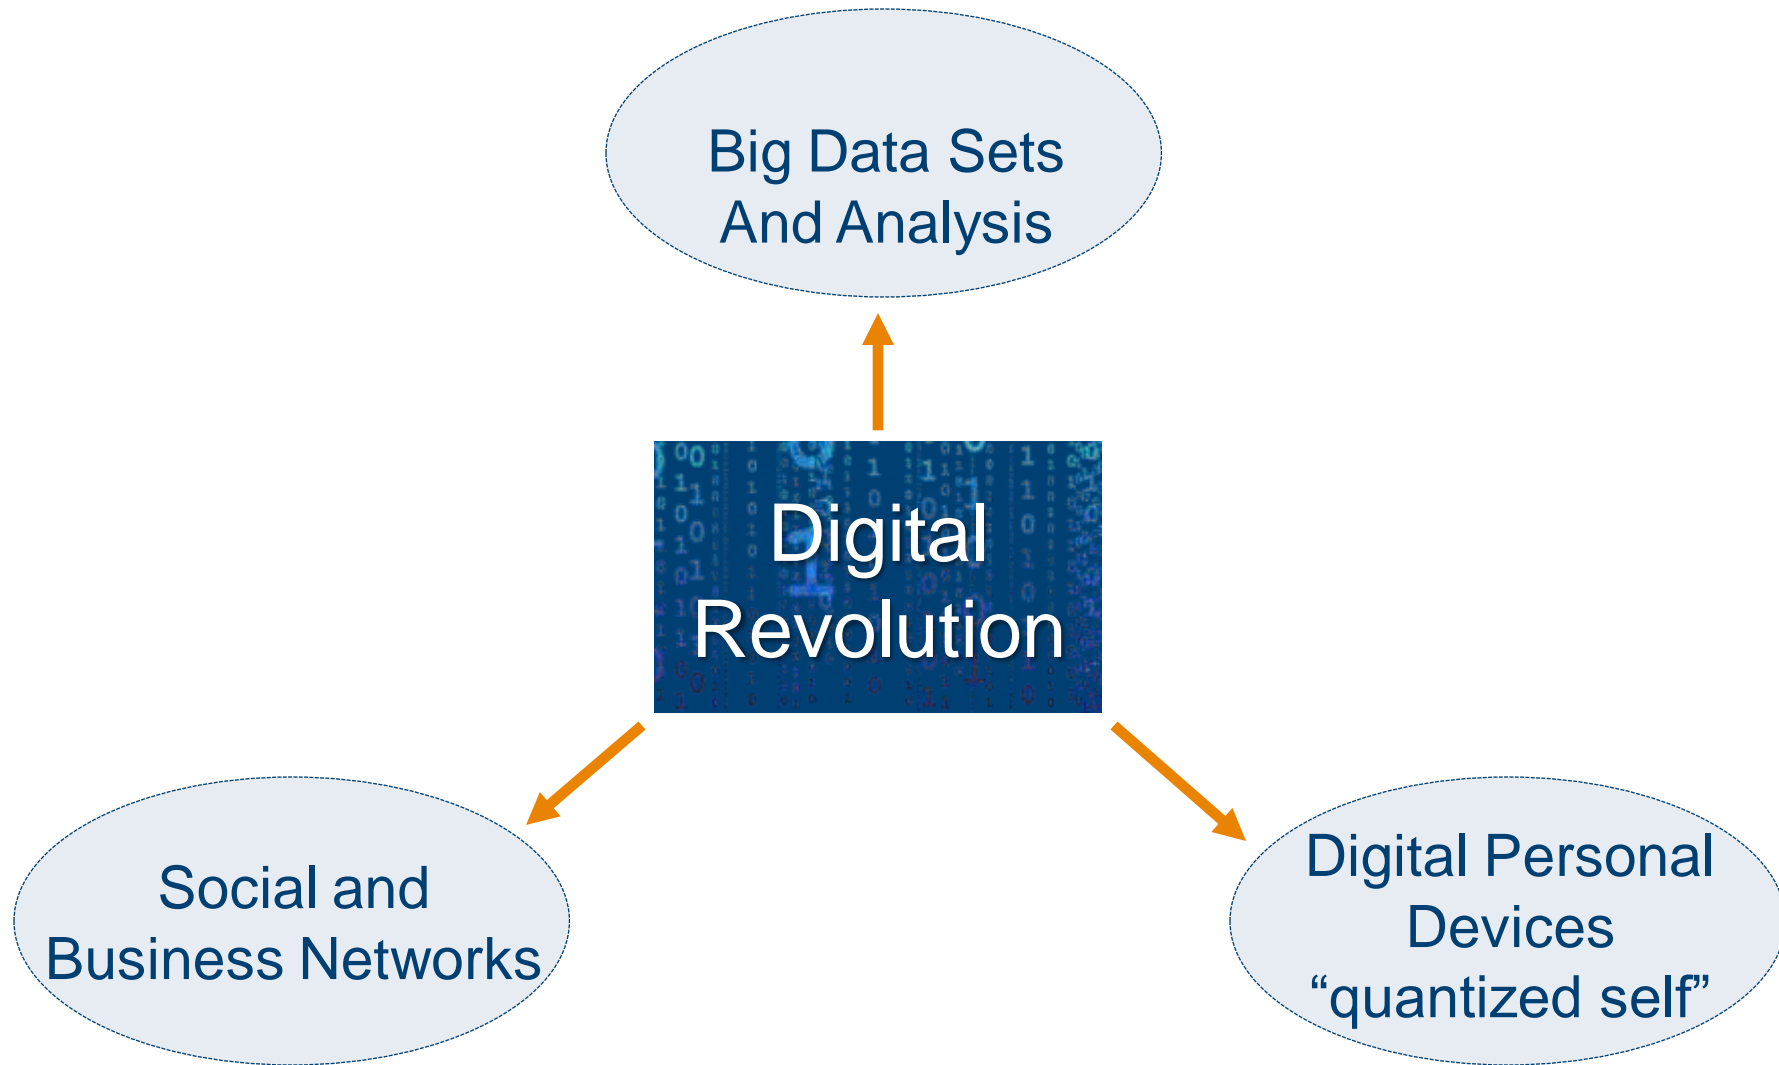 Big Data Sets
And Analysis
Digital
Revolution
Social and
Business Networks
Digital Personal
Devices
“quantized self”